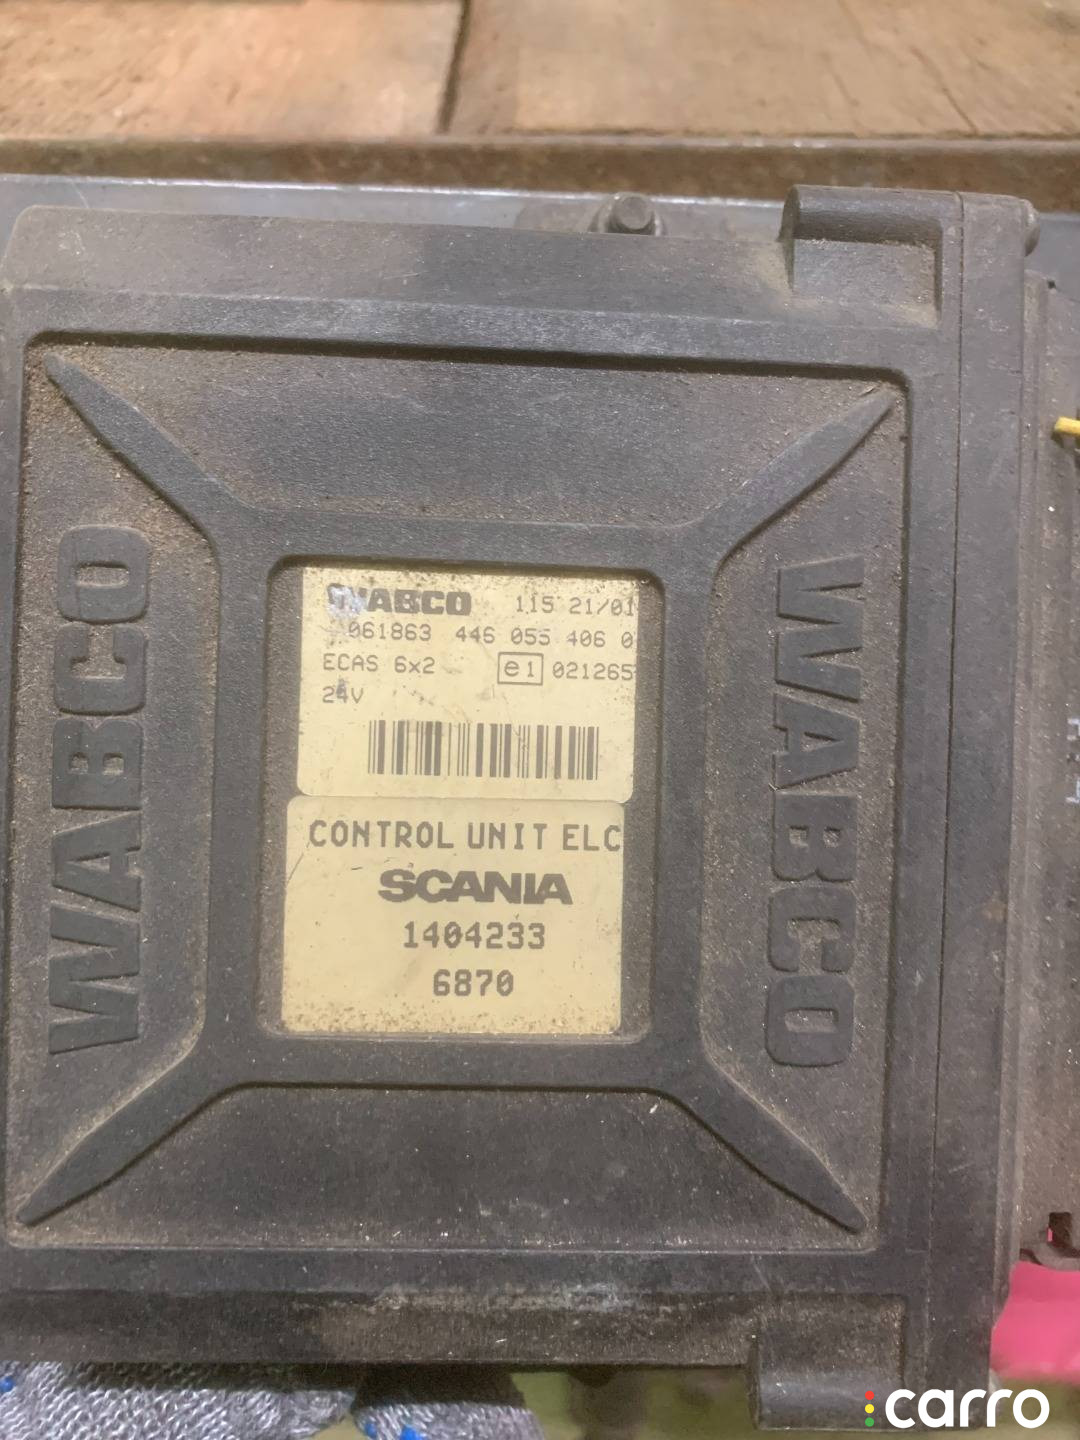 WABCO
WABCO 115 21/01
061863 446 055 406 0
ECAS 6x2 e1 021265
24V
CONTROL UNIT ELC
SCANIA
1404233
6870
WABCO
carro